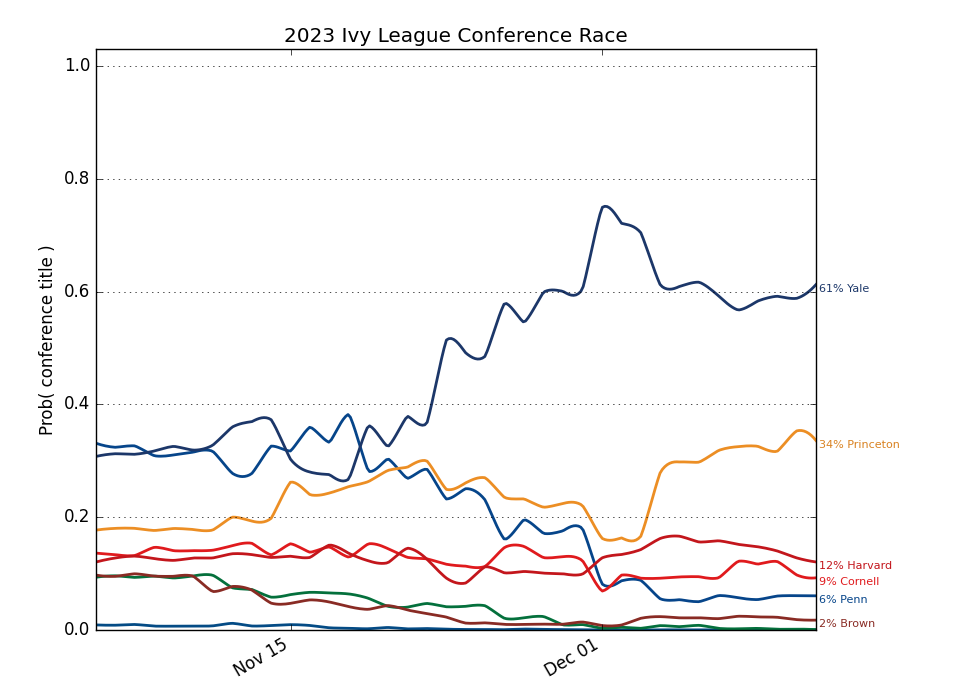 2023 Ivy League Conference Race
Prob( conference title )
1.0
0.8
0.6
0.4
0.2
0.0
Nov 15
Dec 01
61% Yale
34% Princeton
12% Harvard
9% Cornell
6% Penn
2% Brown